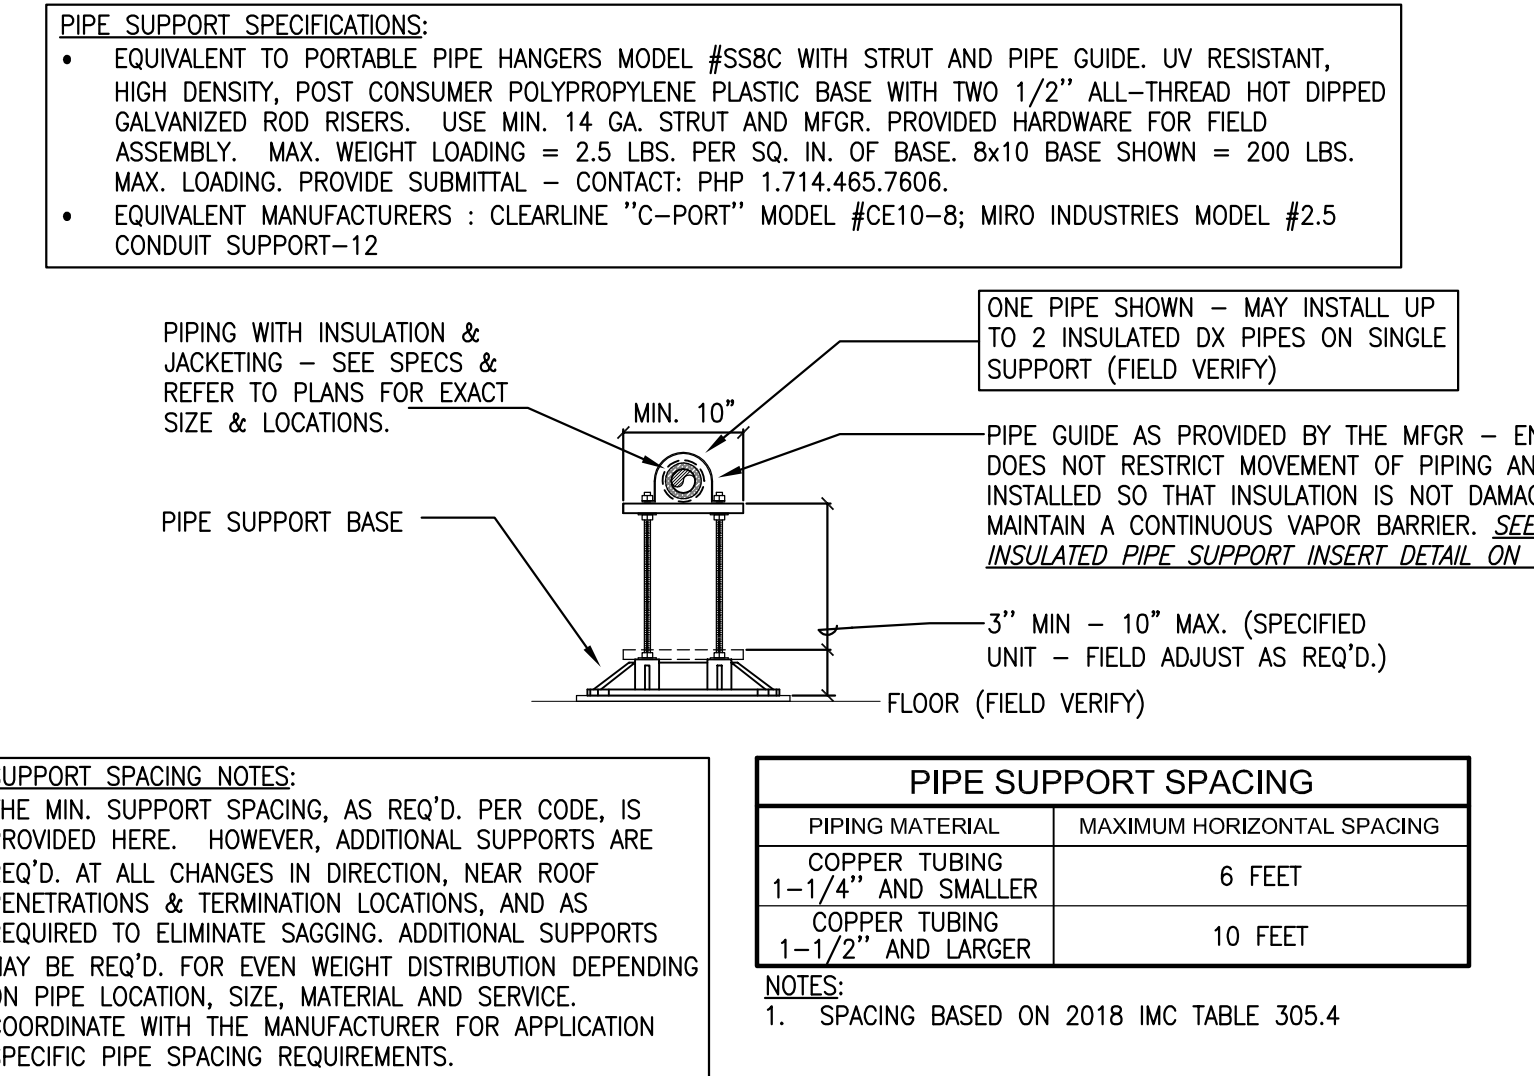 PIPE SUPPORT SPECIFICATIONS:
• EQUIVALENT TO PORTABLE PIPE HANGERS MODEL #SS8C WITH STRUT AND PIPE GUIDE. UV RESISTANT,
HIGH DENSITY, POST CONSUMER POLYPROPYLENE PLASTIC BASE WITH TWO 1/2" ALL-THREAD HOT DIPPED
GALVANIZED ROD RISERS. USE MIN. 14 GA. STRUT AND MFGR. PROVIDED HARDWARE FOR FIELD
ASSEMBLY. MAX. WEIGHT LOADING = 2.5 LBS. PER SQ. IN. OF BASE. 8x10 BASE SHOWN = 200 LBS.
MAX. LOADING. PROVIDE SUBMITTAL - CONTACT: PHP 1.714.465.7606.
• EQUIVALENT MANUFACTURERS : CLEARLINE "C-PORT" MODEL #CE10-8; MIRO INDUSTRIES MODEL #2.5
CONDUIT SUPPORT-12
PIPING WITH INSULATION &
JACKETING - SEE SPECS &
REFER TO PLANS FOR EXACT
SIZE & LOCATIONS.
ONE PIPE SHOWN - MAY INSTALL UP
TO 2 INSULATED DX PIPES ON SINGLE
SUPPORT (FIELD VERIFY)
MIN. 10"
PIPE GUIDE AS PROVIDED BY THE MFGR -
DOES NOT RESTRICT MOVEMENT OF PIPING
INSTALLED SO THAT INSULATION IS NOT
MAINTAIN A CONTINUOUS VAPOR BARRIER. SEE
INSULATED PIPE SUPPORT INSERT DETAIL ON
PIPE SUPPORT BASE
3'' MIN - 10" MAX. (SPECIFIED
UNIT - FIELD ADJUST AS REQ'D.)
FLOOR (FIELD VERIFY)
SUPPORT SPACING NOTES:
THE MIN. SUPPORT SPACING, AS REQ'D. PER CODE, IS
PROVIDED HERE. HOWEVER, ADDITIONAL SUPPORTS ARE
REQ'D. AT ALL CHANGES IN DIRECTION, NEAR ROOF
PENETRATIONS & TERMINATION LOCATIONS, AND AS
REQUIRED TO ELIMINATE SAGGING. ADDITIONAL SUPPORTS
MAY BE REQ'D. FOR EVEN WEIGHT DISTRIBUTION DEPENDING
ON PIPE LOCATION, SIZE, MATERIAL AND SERVICE.
COORDINATE WITH THE MANUFACTURER FOR APPLICATION
SPECIFIC PIPE SPACING REQUIREMENTS.
PIPE SUPPORT SPACING
PIPING MATERIAL MAXIMUM HORIZONTAL SPACING
COPPER TUBING
1-1/4'' AND SMALLER 6 FEET
COPPER TUBING
1-1/2'' AND LARGER 10 FEET
NOTES:
1. SPACING BASED ON 2018 IMC TABLE 305.4